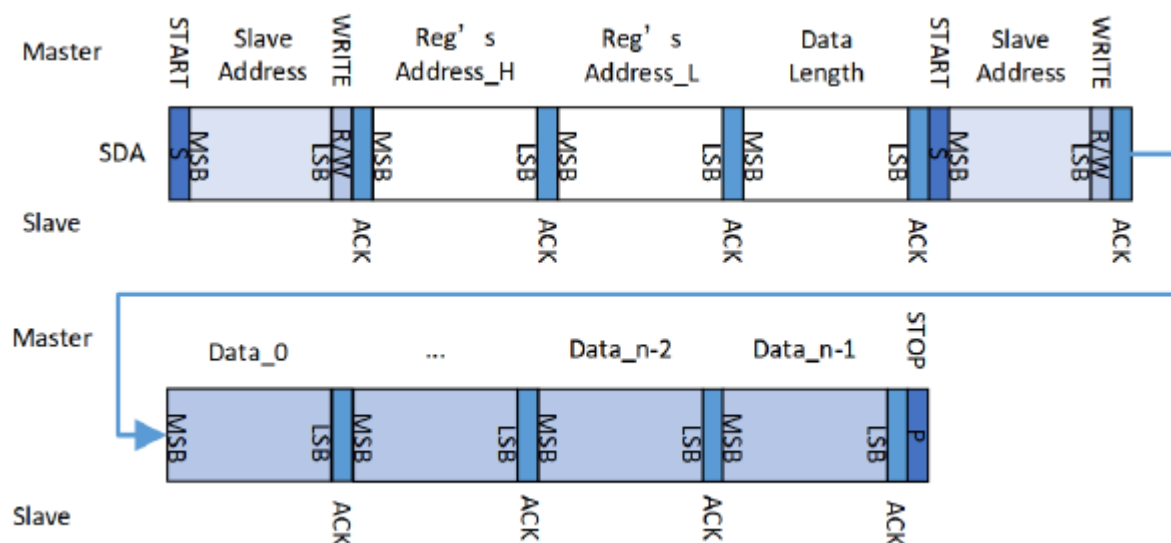 START
Slave Address
WRITE
Reg’ s Address_H
Reg’ s Address_L
Data Length
START
Slave Address
WRITE
Master
SDA
S
MSB
LSB
R/W
MSB
LSB
MSB
LSB
MSB
LSB
S
MSB
LSB
R/W
Slave
ACK
ACK
ACK
ACK
ACK
Master
Data_0
...
Data_n-2
Data_n-1
STOP
MSB
LSB
MSB
LSB
MSB
LSB
MSB
LSB
P
Slave
ACK
ACK
ACK
ACK